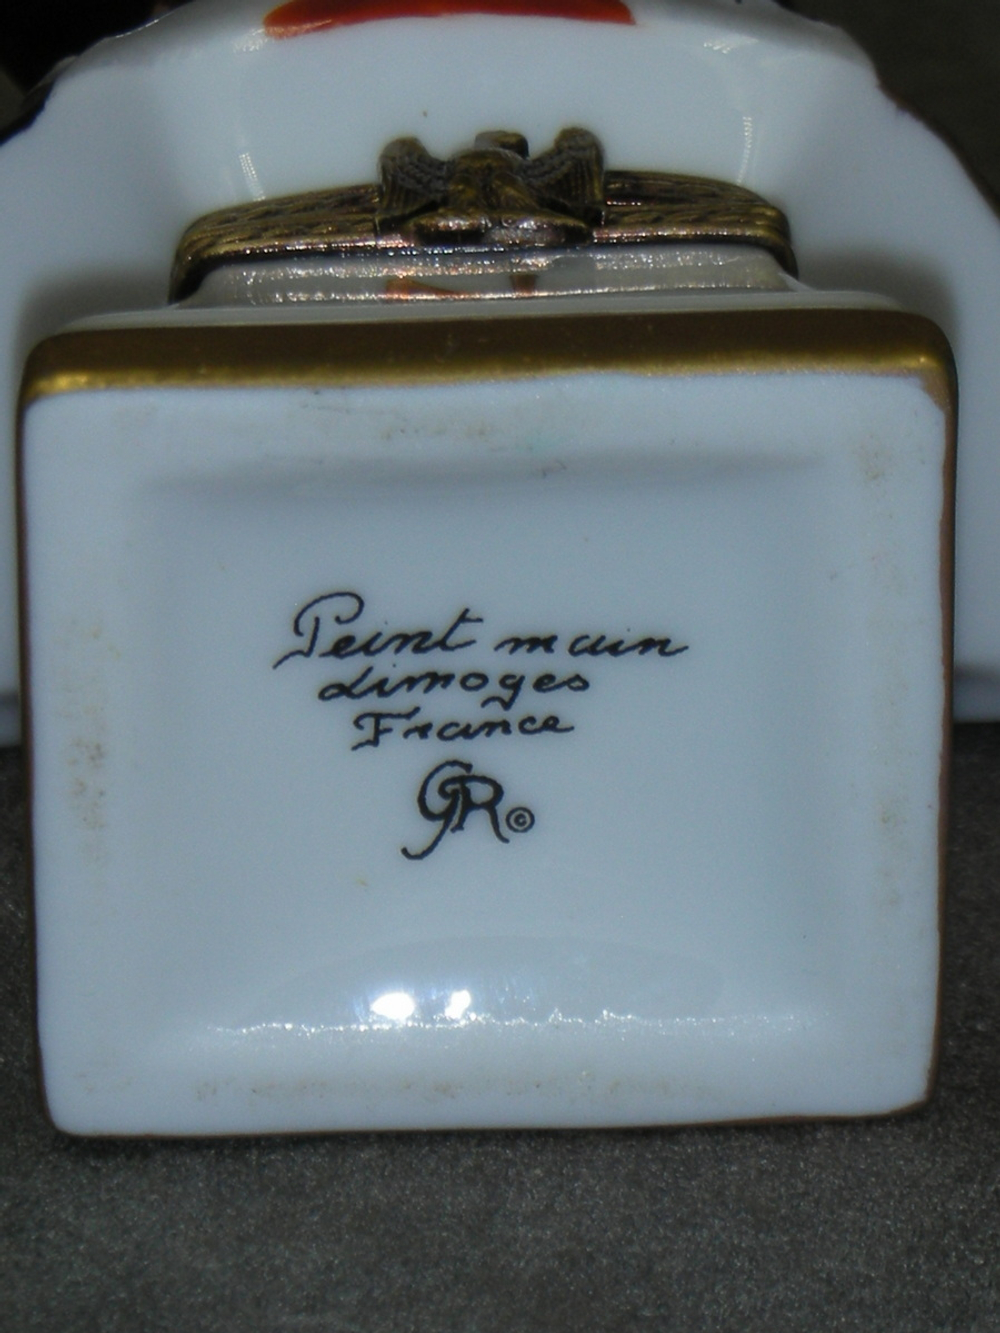 Peint main
Limoges
France
GR©